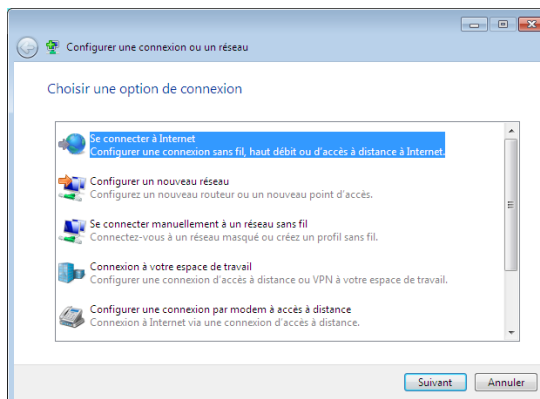 Configurer une connexion ou un réseau
Choisir une option de connexion
Se connecter à Internet
Configurer une connexion sans fil, haut débit ou d'accès à distance à Internet.
Configurer un nouveau réseau
Configurez un nouveau routeur ou un nouveau point d'accès.
Se connecter manuellement à un réseau sans fil
Connectez-vous à un réseau masqué ou créez un profil sans fil.
Connexion à votre espace de travail
Configurer une connexion d'accès à distance ou VPN à votre espace de travail.
Configurer une connexion par modem à accès à distance
Connexion à Internet via une connexion d'accès à distance.
Suivant
Annuler